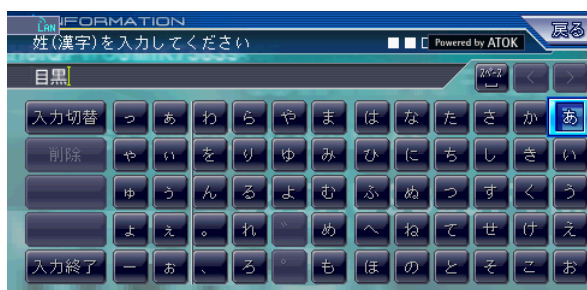 INFORMATION
LAN
姓(漢字)を入力してください
Powered by ATOK
戻る
目黒
スペース
< >
入力切替 っ ぁ わ ら や ま は な た さ か あ
削除 ゃ ぃ を り ゆ み ひ に ち し き い
ゅ ぅ ん る よ む ふ ぬ つ す く う
ょ ぇ 。 れ ゛ め へ ね て せ け え
入力終了 ー ぉ 、 ろ ゜ も ほ の と そ こ お